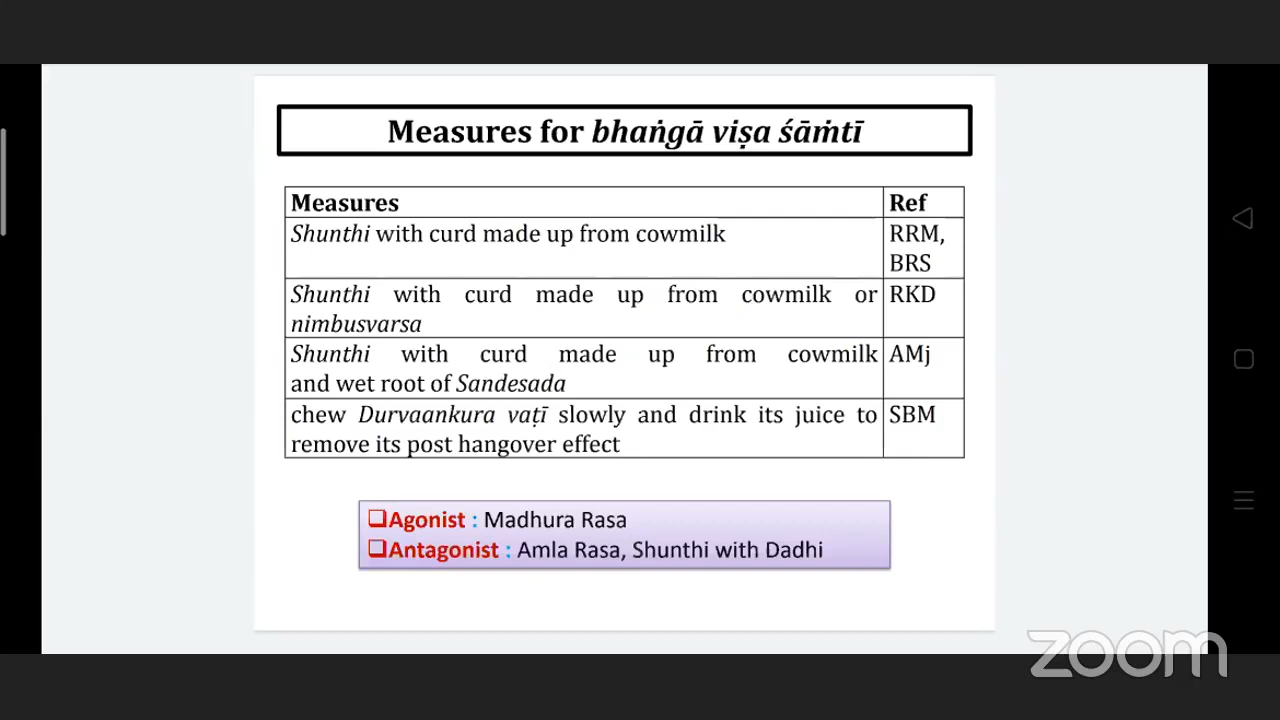 Measures for bhaṅgā viṣa śāṁtī
Measures Ref
Shunthi with curd made up from cowmilk RRM,
BRS
Shunthi with curd made up from cowmilk or RKD
nimbusvarsa
Shunthi with curd made up from cowmilk AMj
and wet root of Sandesada
chew Durvaankura vaṭī slowly and drink its juice to SBM
remove its post hangover effect
❑Agonist : Madhura Rasa
❑Antagonist : Amla Rasa, Shunthi with Dadhi
zoom